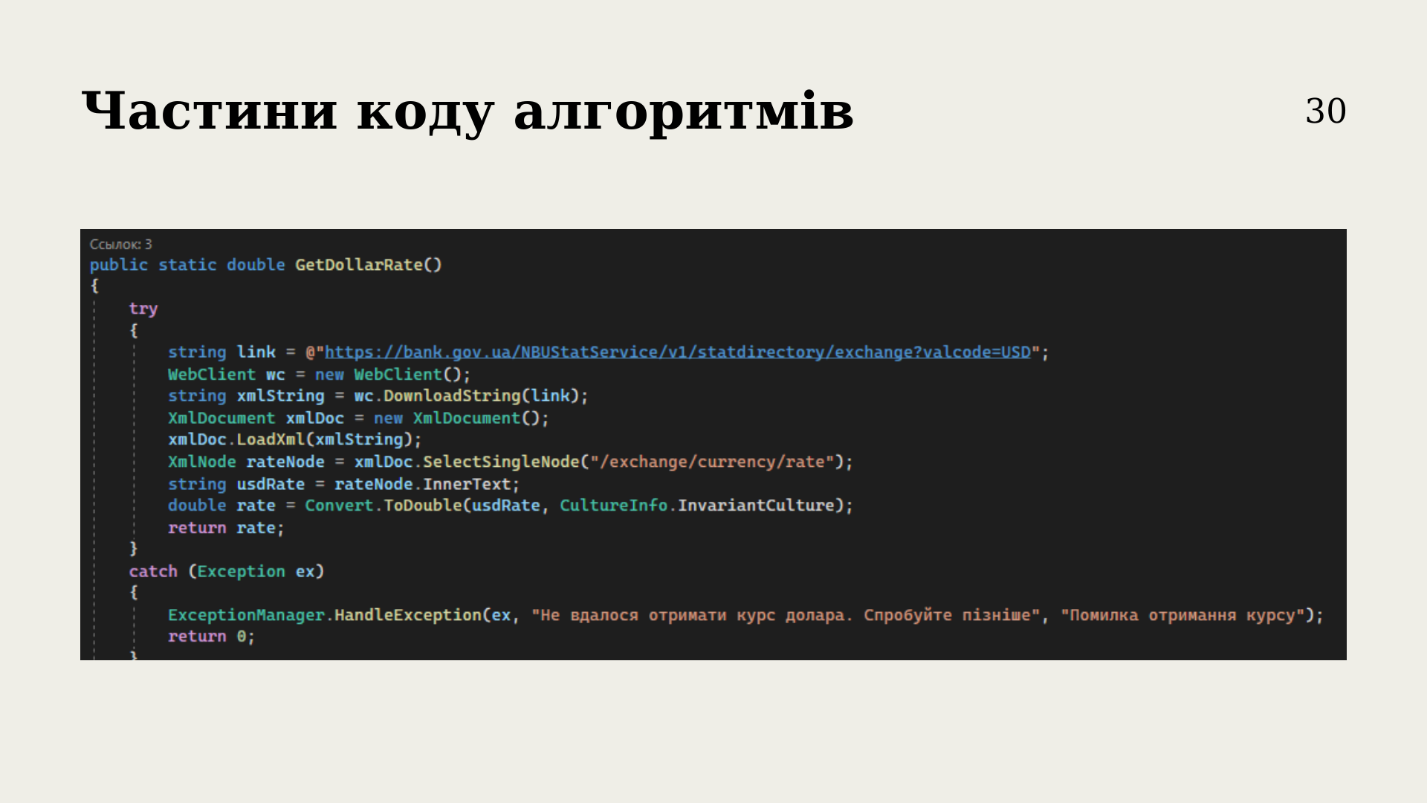 Частини коду алгоритмів
30
Ссылок: 3
public static double GetDollarRate()
{
try
{
string link = @"https://bank.gov.ua/NBUStatService/v1/statdirectory/exchange?valcode=USD";
WebClient wc = new WebClient();
string xmlString = wc.DownloadString(link);
XmlDocument xmlDoc = new XmlDocument();
xmlDoc.LoadXml(xmlString);
XmlNode rateNode = xmlDoc.SelectSingleNode("/exchange/currency/rate");
string usdRate = rateNode.InnerText;
double rate = Convert.ToDouble(usdRate, CultureInfo.InvariantCulture);
return rate;
}
catch (Exception ex)
{
ExceptionManager.HandleException(ex, "Не вдалося отримати курс долара. Спробуйте пізніше", "Помилка отримання курсу");
return 0;
}